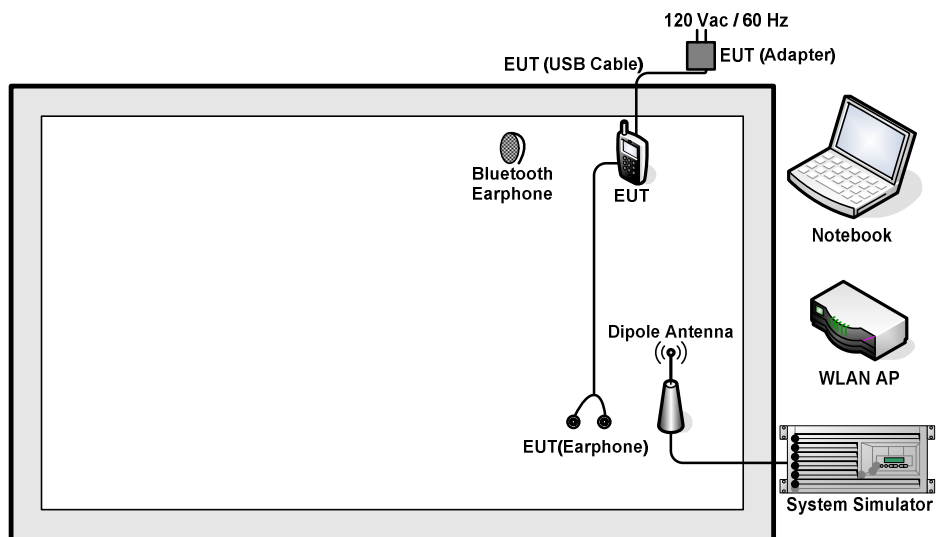 120 Vac / 60 Hz
EUT (Adapter)
EUT (USB Cable)
Bluetooth
Earphone
EUT
Notebook
Dipole Antenna
WLAN AP
EUT(Earphone)
System Simulator